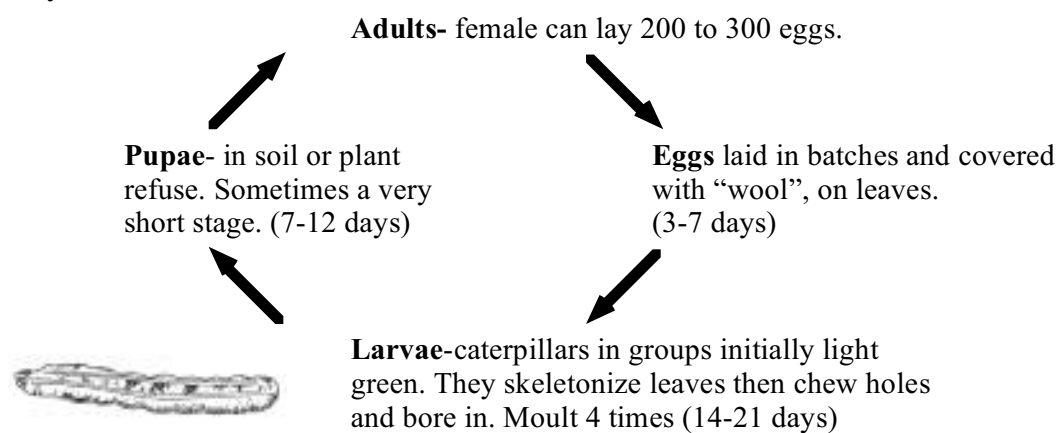 Adults- female can lay 200 to 300 eggs.
Pupae- in soil or plant
refuse. Sometimes a very
short stage. (7-12 days)
Eggs laid in batches and covered
with “wool”, on leaves.
(3-7 days)
Larvae-caterpillars in groups initially light
green. They skeletonize leaves then chew holes
and bore in. Moult 4 times (14-21 days)